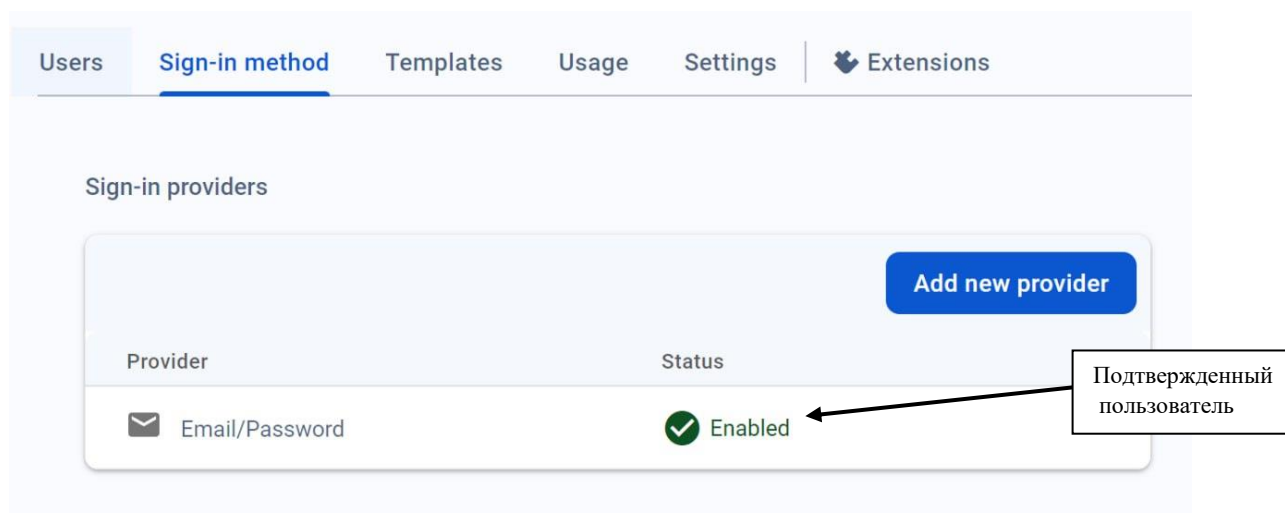 Users Sign-in method Templates Usage Settings Extensions
Sign-in providers
Add new provider
Provider Status
Email/Password Enabled
Подтвержденный
пользователь